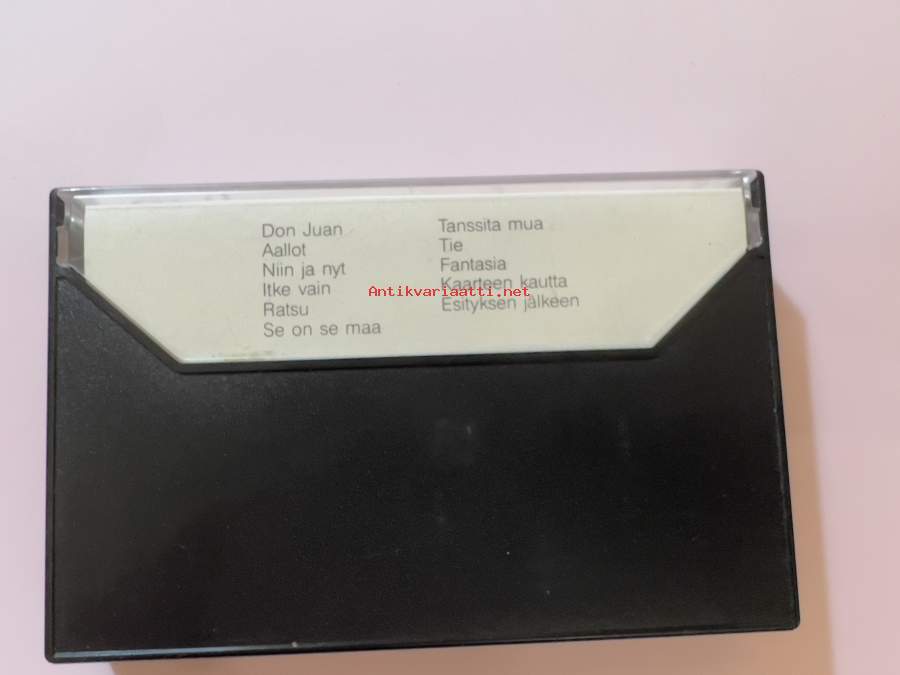 Don Juan
Aallot
Niin ja nyt
Itke vain
Ratsu
Se on se maa
Tanssita mua
Tie
Fantasia
Kaarteen kautta
Esityksen jälkeen
Antikvariaatti.net